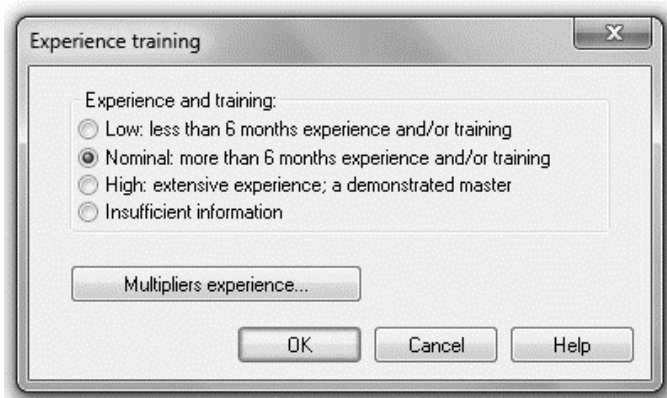 Experience training
Experience and training:
Low: less than 6 months experience and/or training
Nominal: more than 6 months experience and/or training
High: extensive experience; a demonstrated master
Insufficient information
Multipliers experience...
OK Cancel Help